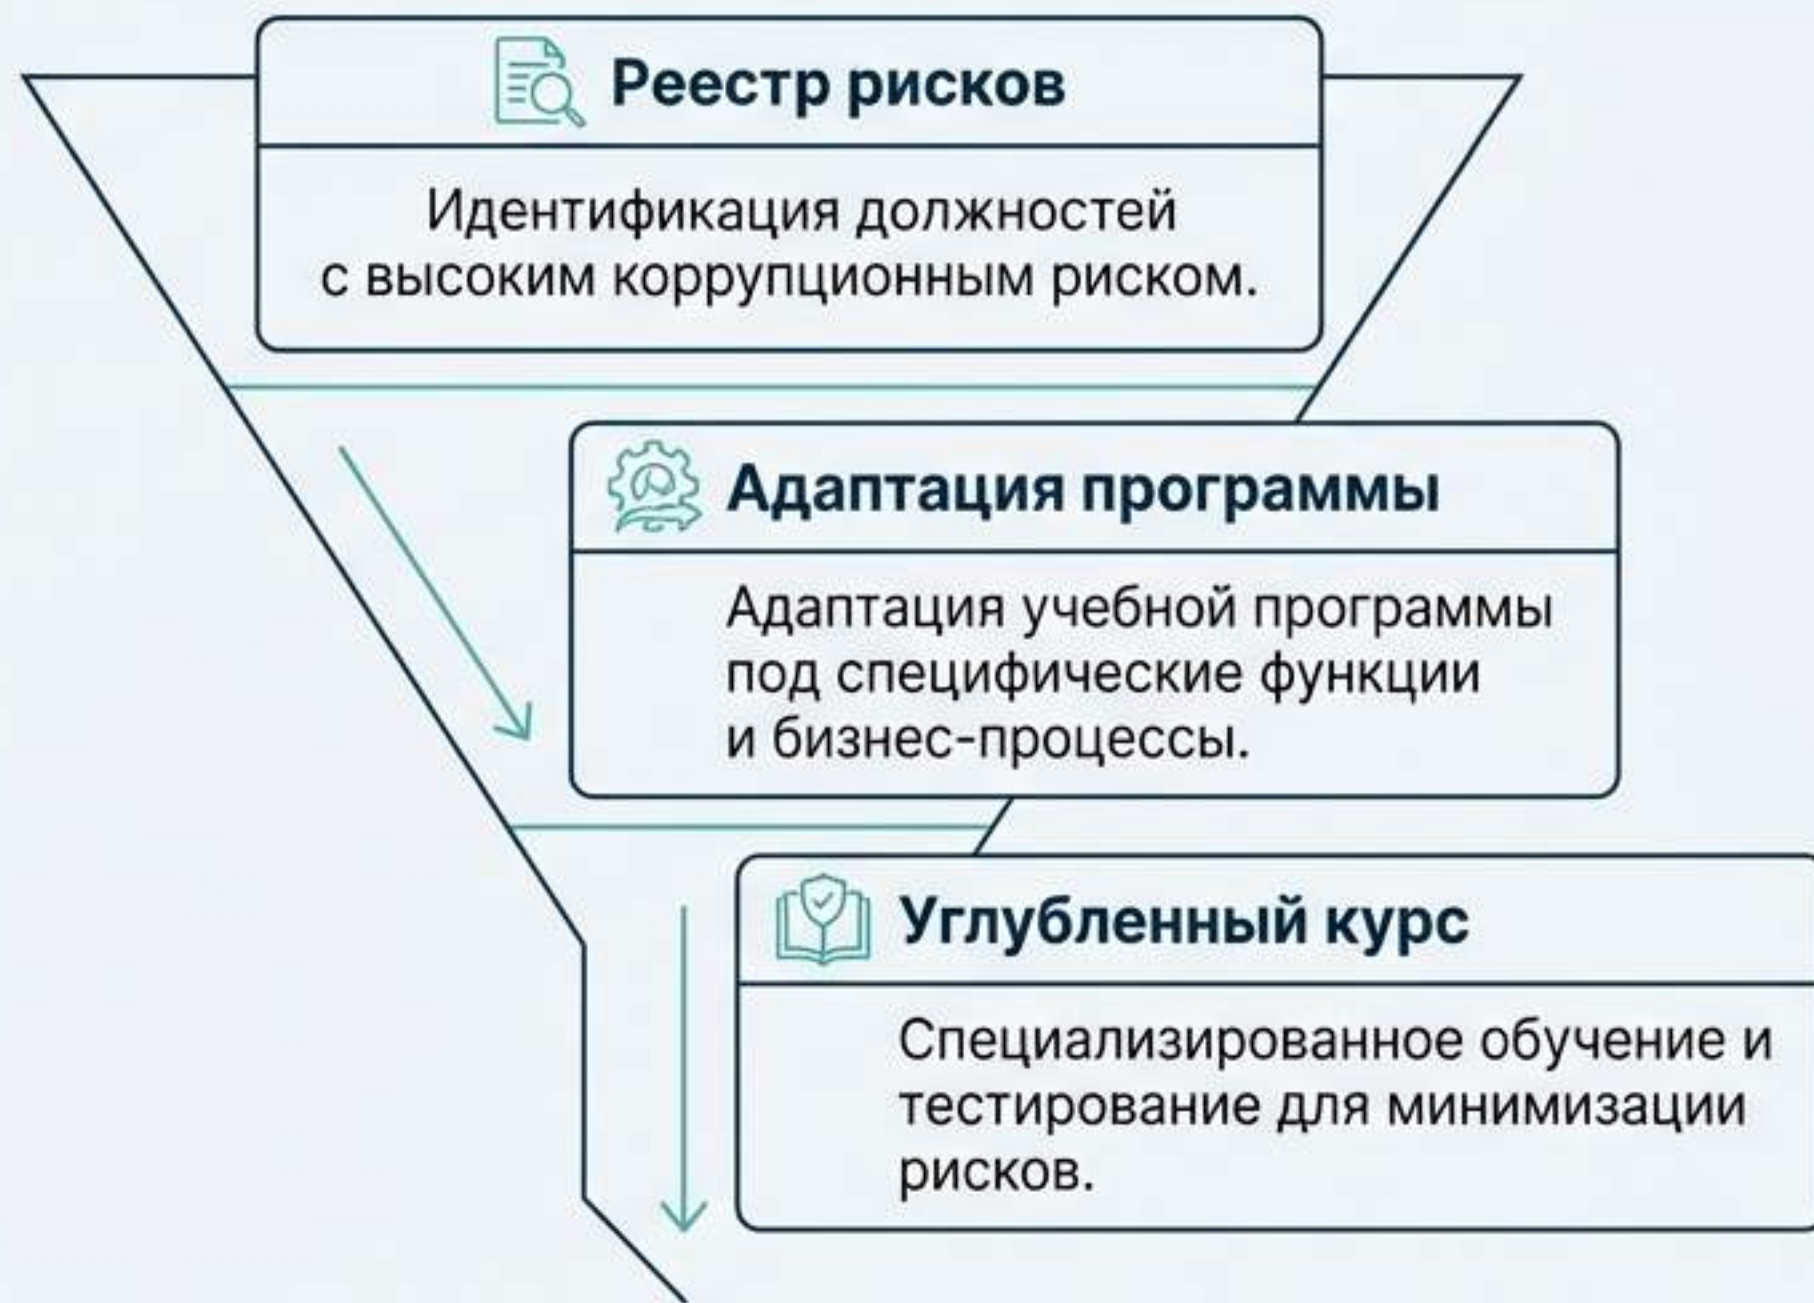 Реестр рисков
Идентификация должностей
с высоким коррупционным риском.
Адаптация программы
Адаптация учебной программы
под специфические функции
и бизнес-процессы.
Углубленный курс
Специализированное обучение и
тестирование для минимизации
рисков.